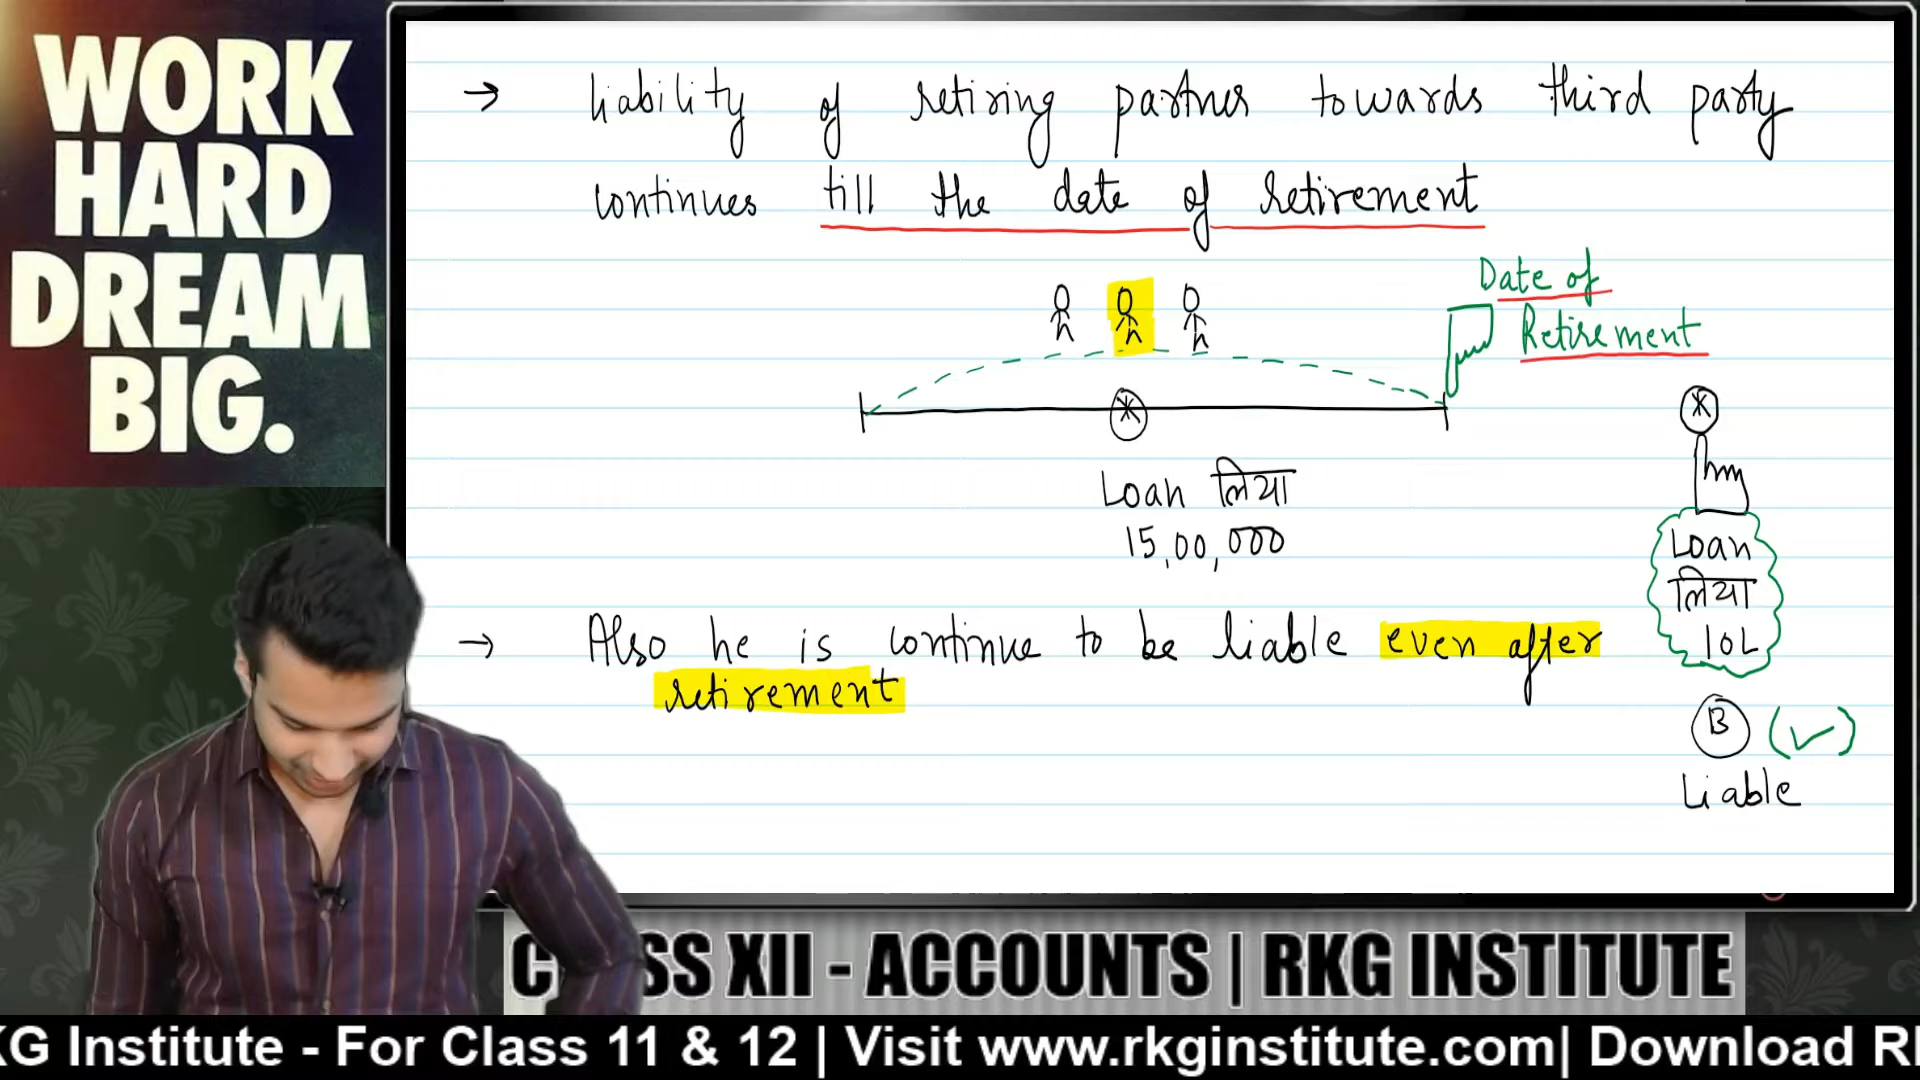 WORK
HARD
DREAM
BIG.
→ liability of retiring partner towards third party
continues till the date of retirement
Date of
Retirement
Loan लिया
15,00,000
Loan
लिया
10L
→ Also he is continue to be liable even after
retirement
B (✓)
Liable
SS XII - ACCOUNTS | RKG INSTITUTE
KG Institute - For Class 11 & 12 | Visit www.rkginstitute.com| Download